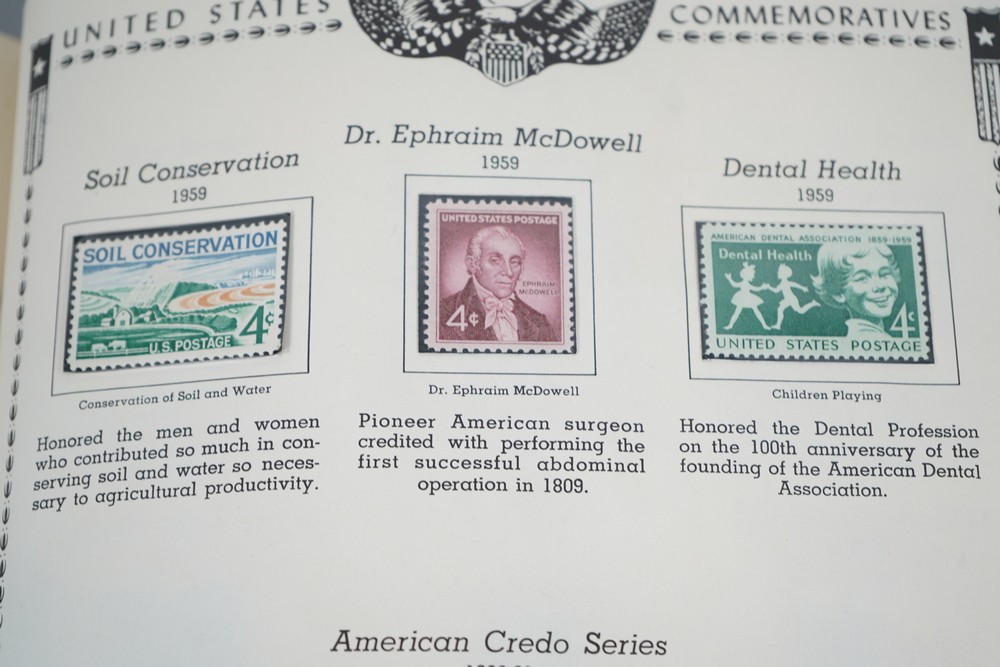 UNITED STATES
COMMEMORATIVES
Soil Conservation
1959
SOIL CONSERVATION
4¢
U.S. POSTAGE
Conservation of Soil and Water
Honored the men and women
who contributed so much in con-
serving soil and water so neces-
sary to agricultural productivity.
Dr. Ephraim McDowell
1959
UNITED STATES POSTAGE
EPHRAIM
McDOWELL
4¢
Dr. Ephraim McDowell
Pioneer American surgeon
credited with performing the
first successful abdominal
operation in 1809.
Dental Health
1959
AMERICAN DENTAL ASSOCIATION 1859-1959
Dental Health
4¢
UNITED STATES POSTAGE
Children Playing
Honored the Dental Profession
on the 100th anniversary of the
founding of the American Dental
Association.
American Credo Series